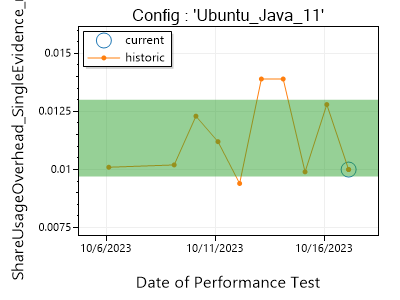 Config : 'Ubuntu_Java_11'
current
historic
0.015
0.0125
0.01
0.0075
ShareUsageOverhead_SingleEvidence_
10/6/2023
10/11/2023
10/16/2023
Date of Performance Test